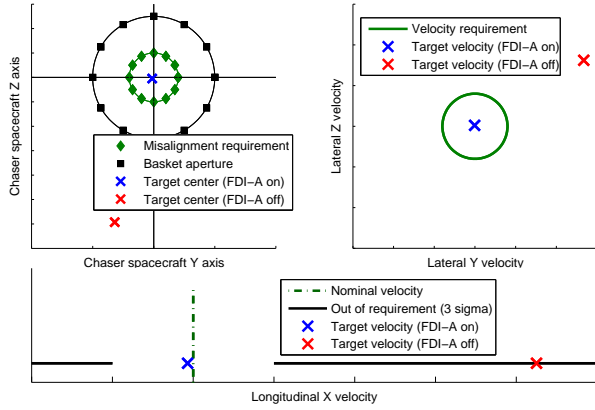 Chaser spacecraft Z axis
Misalignment requirement
Basket aperture
Target center (FDI−A on)
Target center (FDI−A off)
Chaser spacecraft Y axis
Lateral Z velocity
Velocity requirement
Target velocity (FDI−A on)
Target velocity (FDI−A off)
Lateral Y velocity
Nominal velocity
Out of requirement (3 sigma)
Target velocity (FDI−A on)
Target velocity (FDI−A off)
Longitudinal X velocity